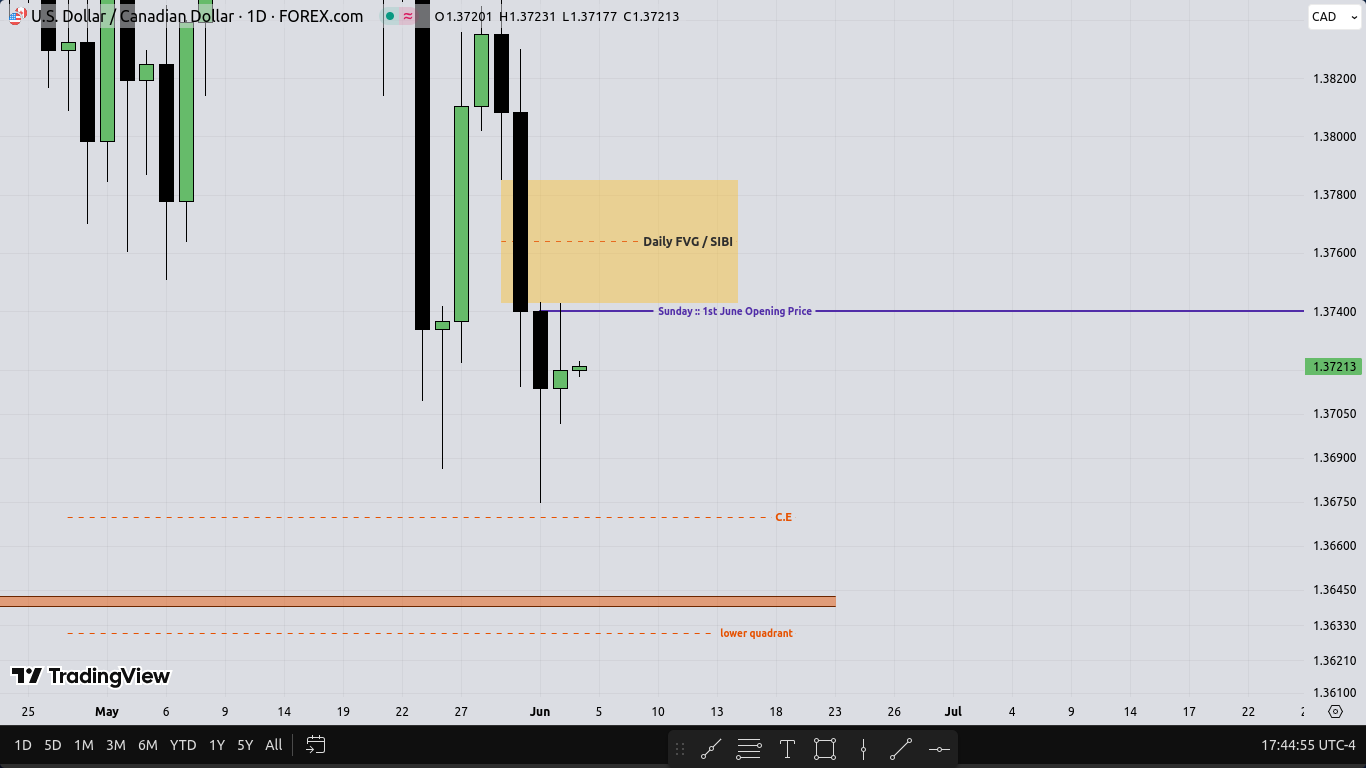 U.S. Dollar / Canadian Dollar · 1D · FOREX.com
O1.37201 H1.37231 L1.37177 C1.37213
CAD
1.38200
1.38000
1.37800
Daily FVG / SIBI
1.37600
Sunday :: 1st June Opening Price
1.37400
1.37213
1.37050
1.36900
1.36750
C.E
1.36600
1.36450
1.36330
lower quadrant
1.36210
TradingView
1.36100
25 May 6 9 14 19 22 27 Jun 5 10 13 18 23 26 Jul 4 9 14 17 22
1D 5D 1M 3M 6M YTD 1Y 5Y All
17:44:55 UTC-4